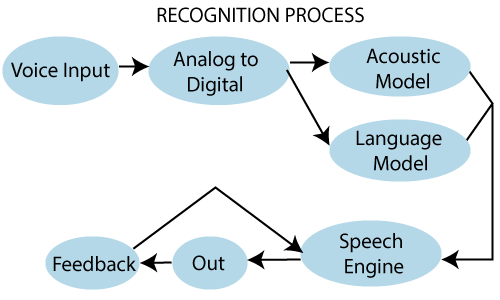 RECOGNITION PROCESS
Voice Input
Analog to
Digital
Acoustic
Model
Language
Model
Speech
Engine
Out
Feedback